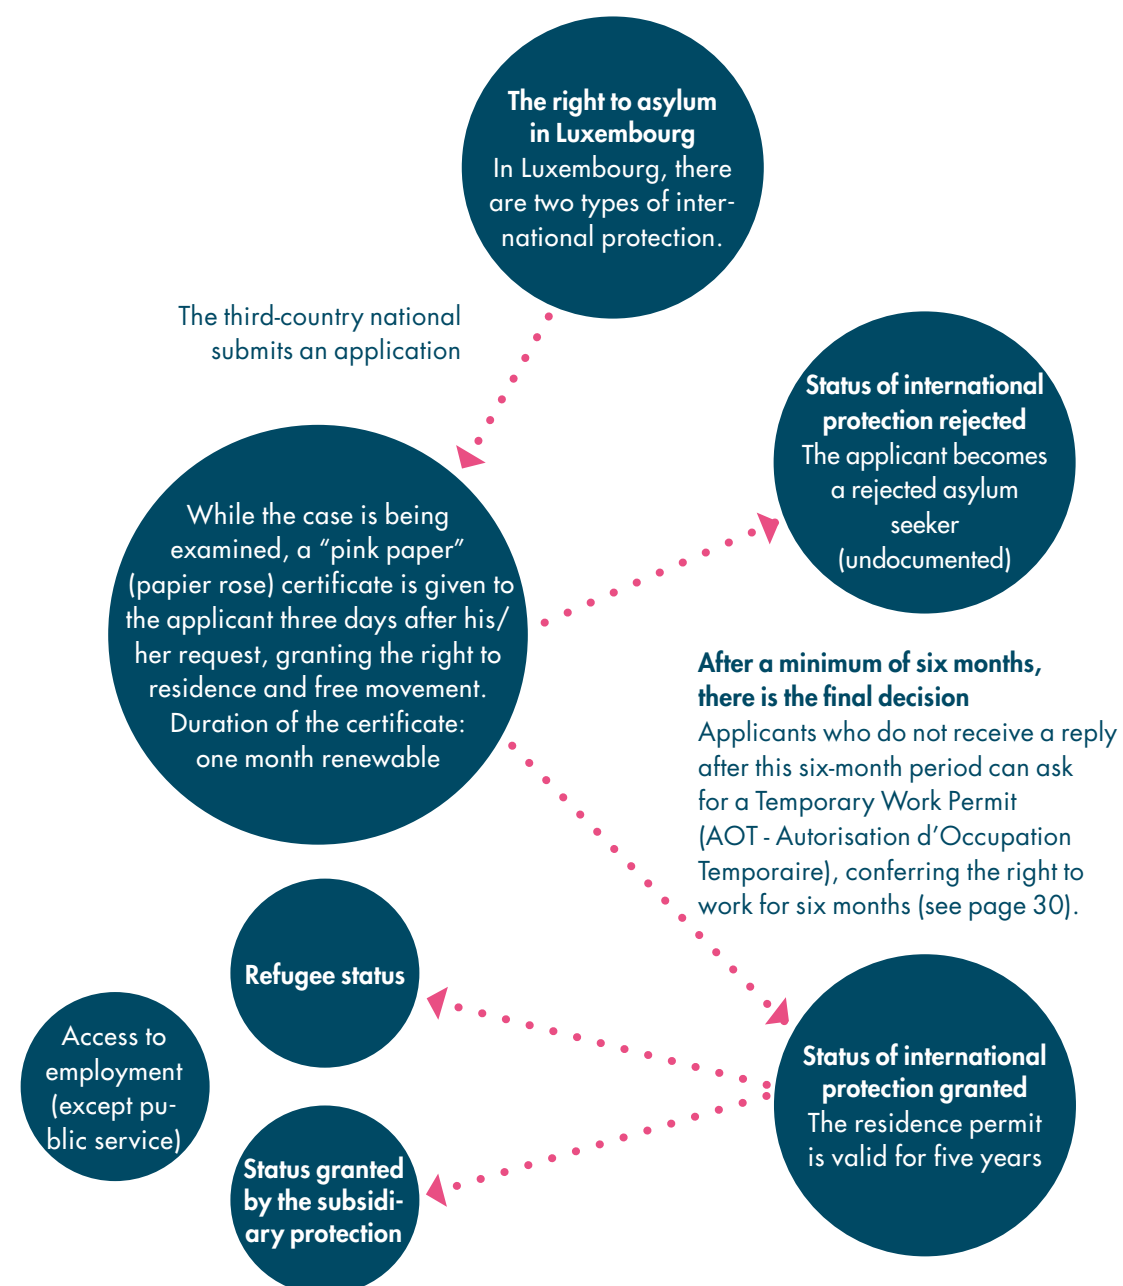 The right to asylum
in Luxembourg
In Luxembourg, there
are two types of inter-
national protection.
The third-country national
submits an application
Status of international
protection rejected
The applicant becomes
a rejected asylum
seeker
(undocumented)
While the case is being
examined, a “pink paper”
(papier rose) certificate is given to
the applicant three days after his/
her request, granting the right to
residence and free movement.
Duration of the certificate:
one month renewable
After a minimum of six months,
there is the final decision
Applicants who do not receive a reply
after this six-month period can ask
for a Temporary Work Permit
(AOT - Autorisation d’Occupation
Temporaire), conferring the right to
work for six months (see page 30).
Refugee status
Access to
employment
(except pu-
blic service)
Status of international
protection granted
The residence permit
is valid for five years
Status granted
by the subsidi-
ary protection